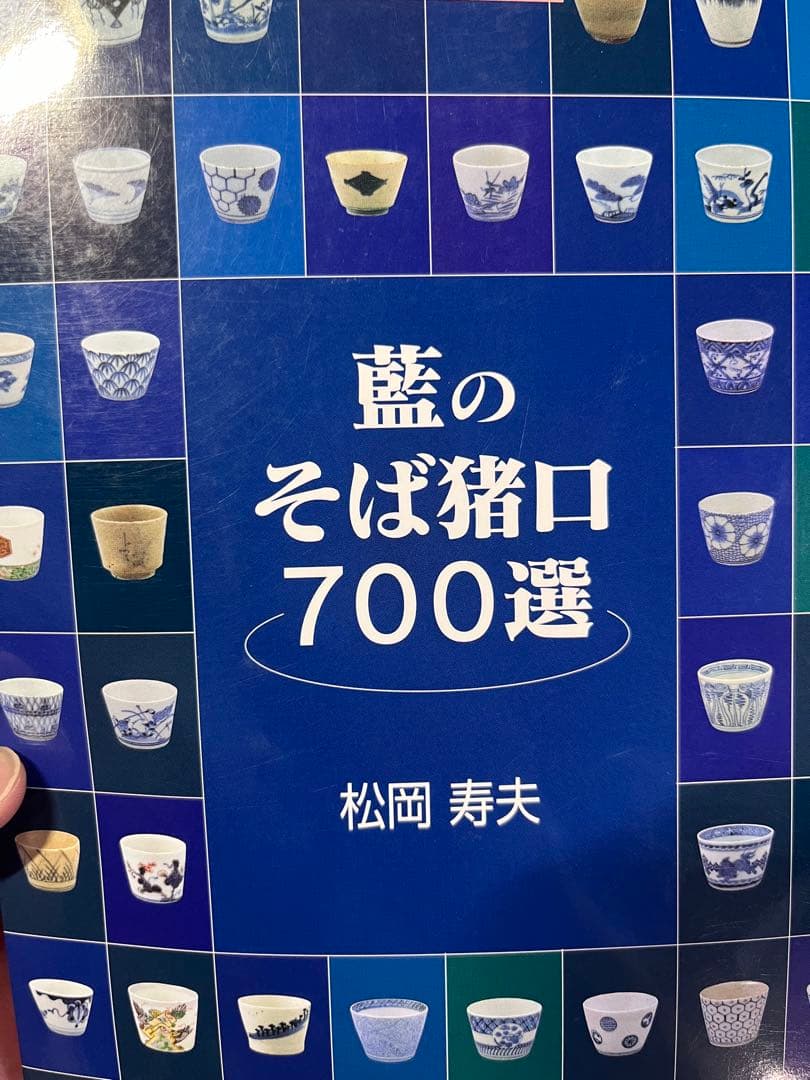 藍の
そば猪口
700選
松岡 寿夫